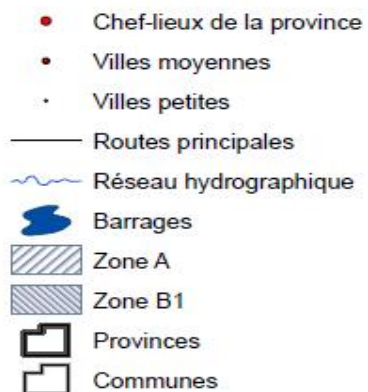 Chef-lieux de la province
Villes moyennes
Villes petites
Routes principales
Réseau hydrographique
Barrages
Zone A
Zone B1
Provinces
Communes